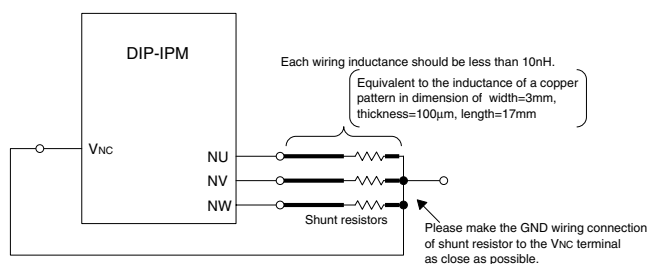 DIP-IPM
Each wiring inductance should be less than 10nH.
Equivalent to the inductance of a copper
pattern in dimension of width=3mm,
thickness=100µm, length=17mm
VNC
NU
NV
NW
Shunt resistors
Please make the GND wiring connection
of shunt resistor to the VNC terminal
as close as possible.